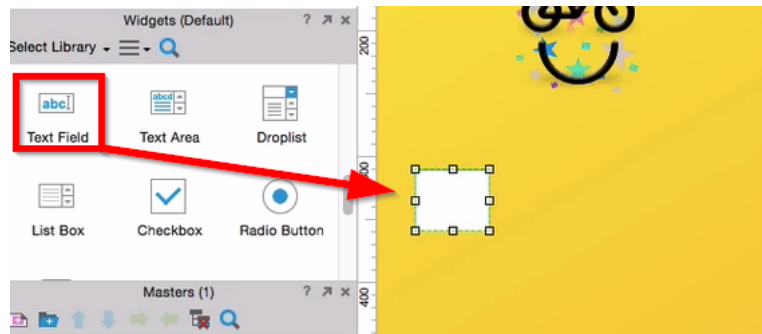 Widgets (Default)
Select Library
abc
abcd
Text Field
Text Area
Droplist
List Box
Checkbox
Radio Button
Masters (1)
200
300
400